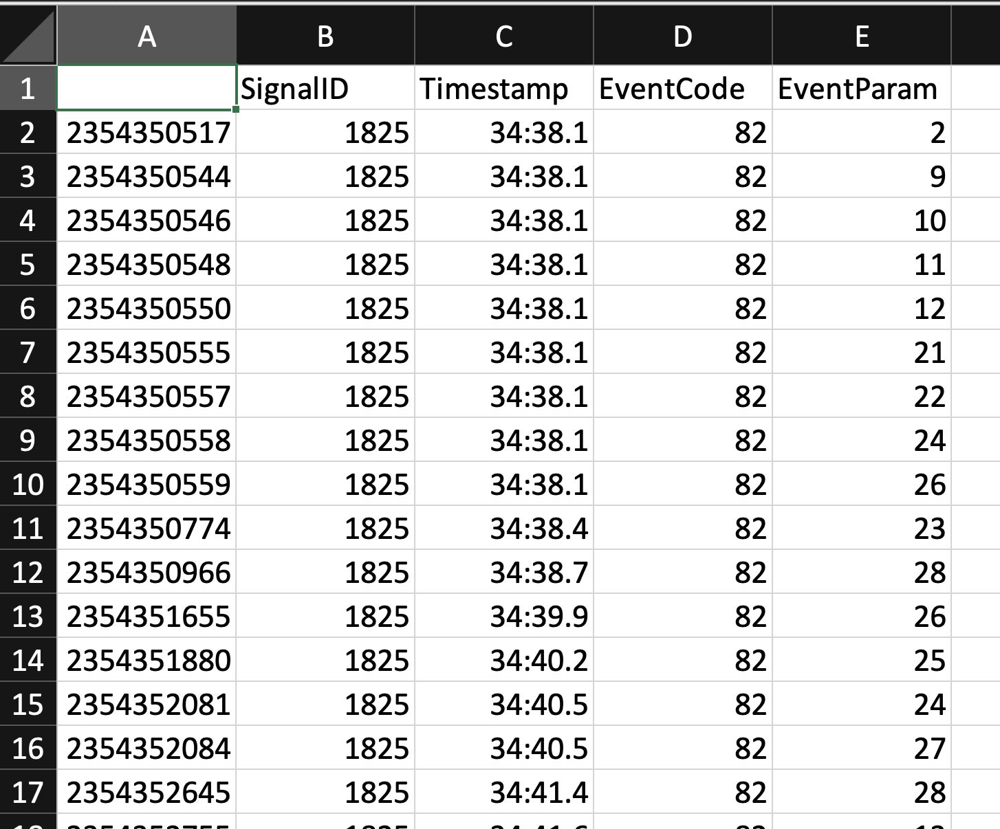 A B C D E
1 SignalID Timestamp EventCode EventParam
2 2354350517 1825 34:38.1 82 2
3 2354350544 1825 34:38.1 82 9
4 2354350546 1825 34:38.1 82 10
5 2354350548 1825 34:38.1 82 11
6 2354350550 1825 34:38.1 82 12
7 2354350555 1825 34:38.1 82 21
8 2354350557 1825 34:38.1 82 22
9 2354350558 1825 34:38.1 82 24
10 2354350559 1825 34:38.1 82 26
11 2354350774 1825 34:38.4 82 23
12 2354350966 1825 34:38.7 82 28
13 2354351655 1825 34:39.9 82 26
14 2354351880 1825 34:40.2 82 25
15 2354352081 1825 34:40.5 82 24
16 2354352084 1825 34:40.5 82 27
17 2354352645 1825 34:41.4 82 28